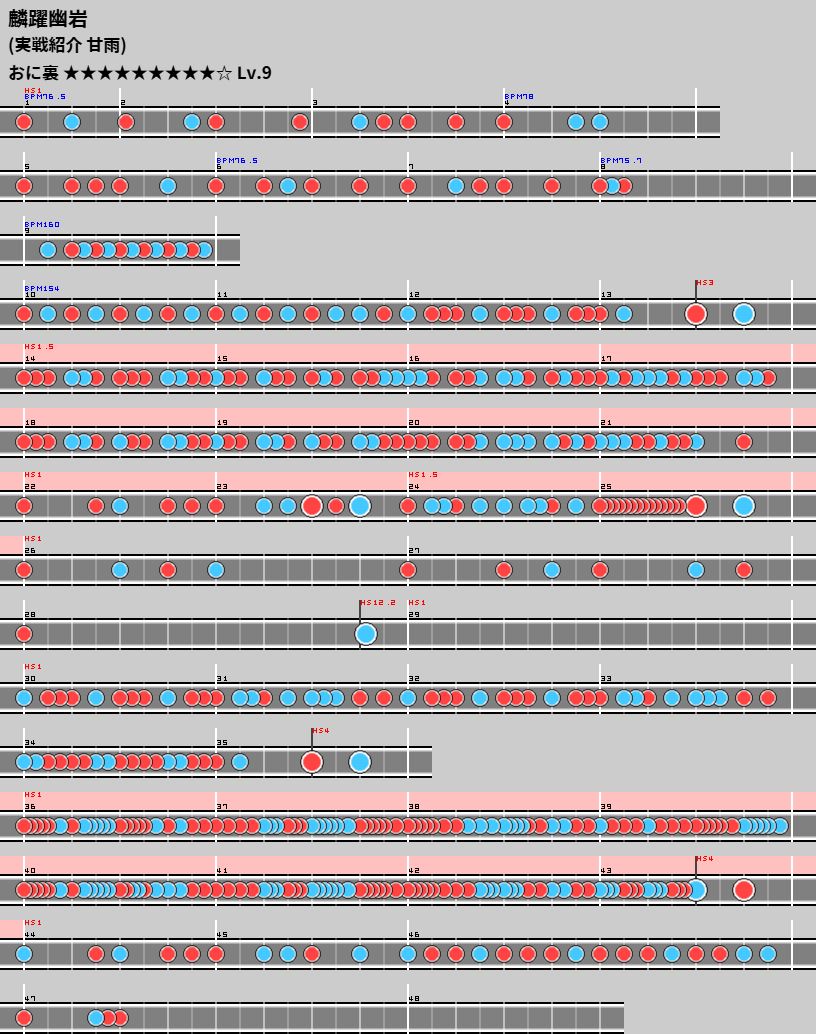 麟躍幽岩
(実戦紹介 甘雨)
おに裏 ★★★★★★★★★☆ Lv.9
HS1
BPM76.5 BPM78
1 2 3 4
BPM76.5 BPM75.7
5 6 7 8
BPM160
9
BPM154 HS3
10 11 12 13
HS1.5
14 15 16 17
18 19 20 21
HS1 HS1.5
22 23 24 25
HS1
26 27
HS12.2 HS1
28 29
HS1
30 31 32 33
HS4
34 35
HS1
36 37 38 39
HS4
40 41 42 43
HS1
44 45 46
47 48